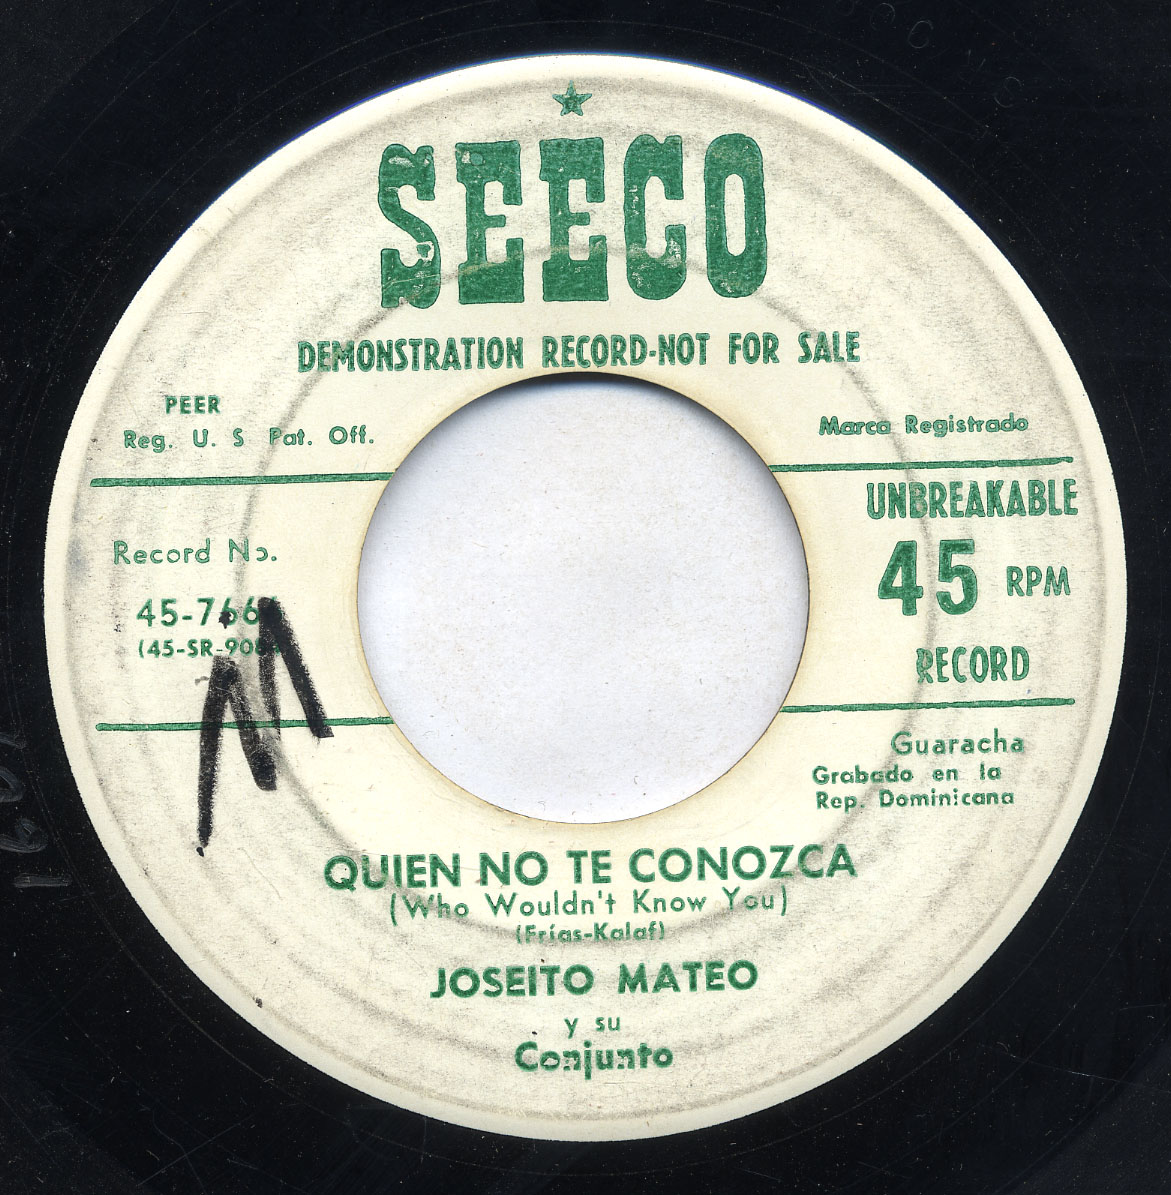 SEECO
DEMONSTRATION RECORD-NOT FOR SALE
PEER
Reg. U. S Pat. Off.
Marca Registrado
UNBREAKABLE
45 RPM
RECORD
Record No.
Guaracha
Grabado en la
Rep. Dominicana
QUIEN NO TE CONOZCA
(Who Wouldn't Know You)
(Frías-Kalaf)
JOSEITO MATEO
y su
Conjunto